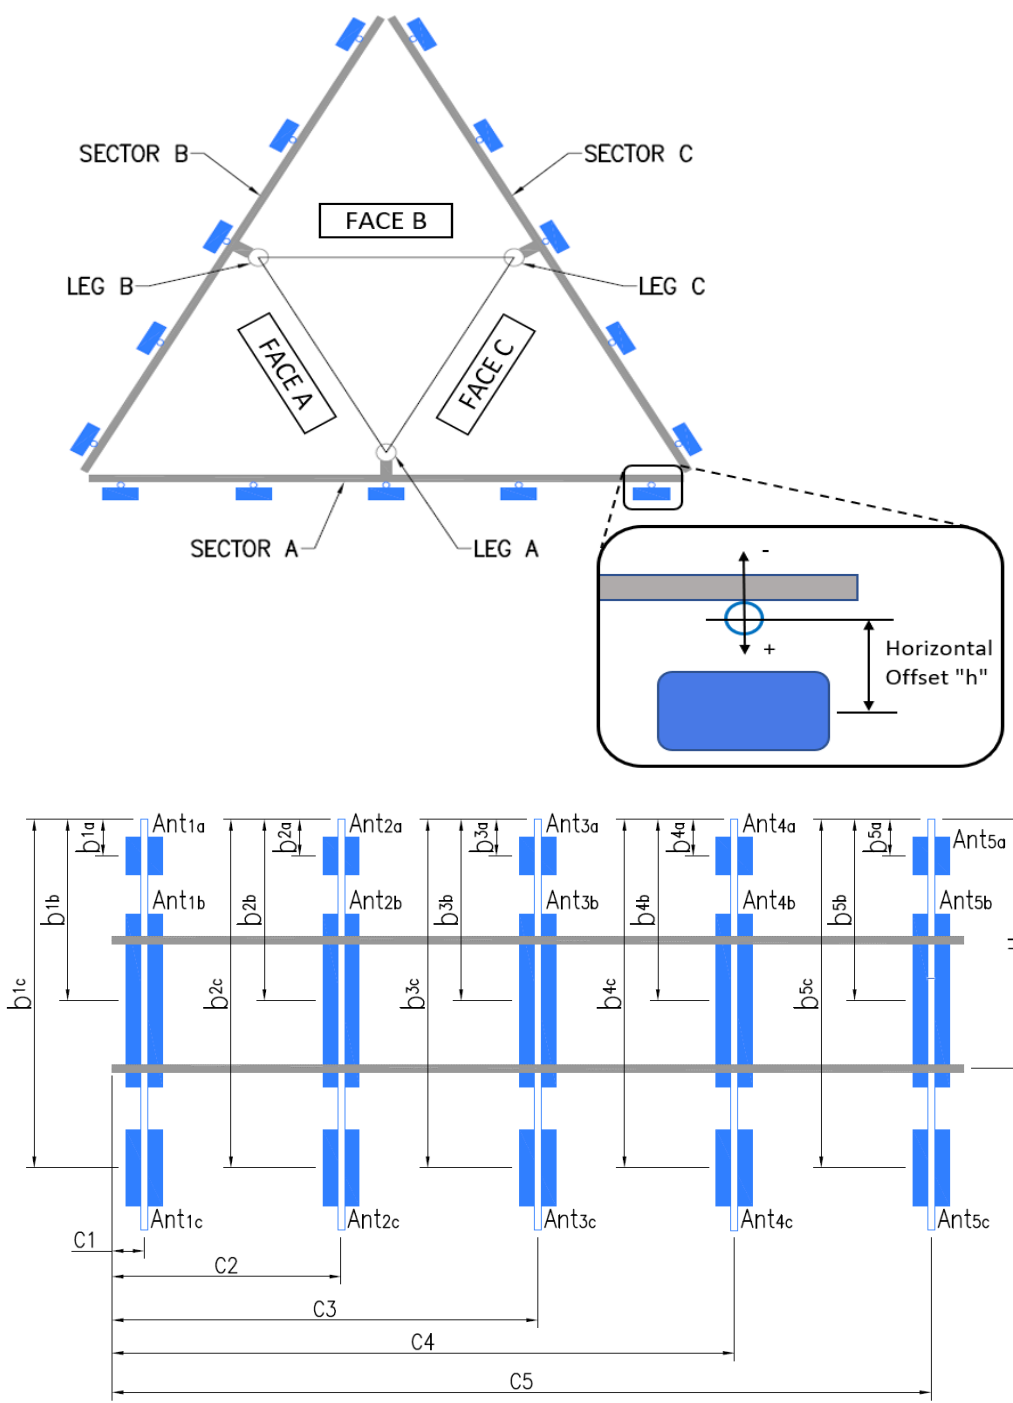 SECTOR B
SECTOR C
FACE B
LEG B
LEG C
FACE A
FACE C
SECTOR A
LEG A
-
+
Horizontal
Offset "h"
b1a
b1b
b1c
Ant1a
Ant1b
Ant1c
b2a
b2b
b2c
Ant2a
Ant2b
Ant2c
b3a
b3b
b3c
Ant3a
Ant3b
Ant3c
b4a
b4b
b4c
Ant4a
Ant4b
Ant4c
b5a
b5b
b5c
Ant5a
Ant5b
Ant5c
C1
C2
C3
C4
C5